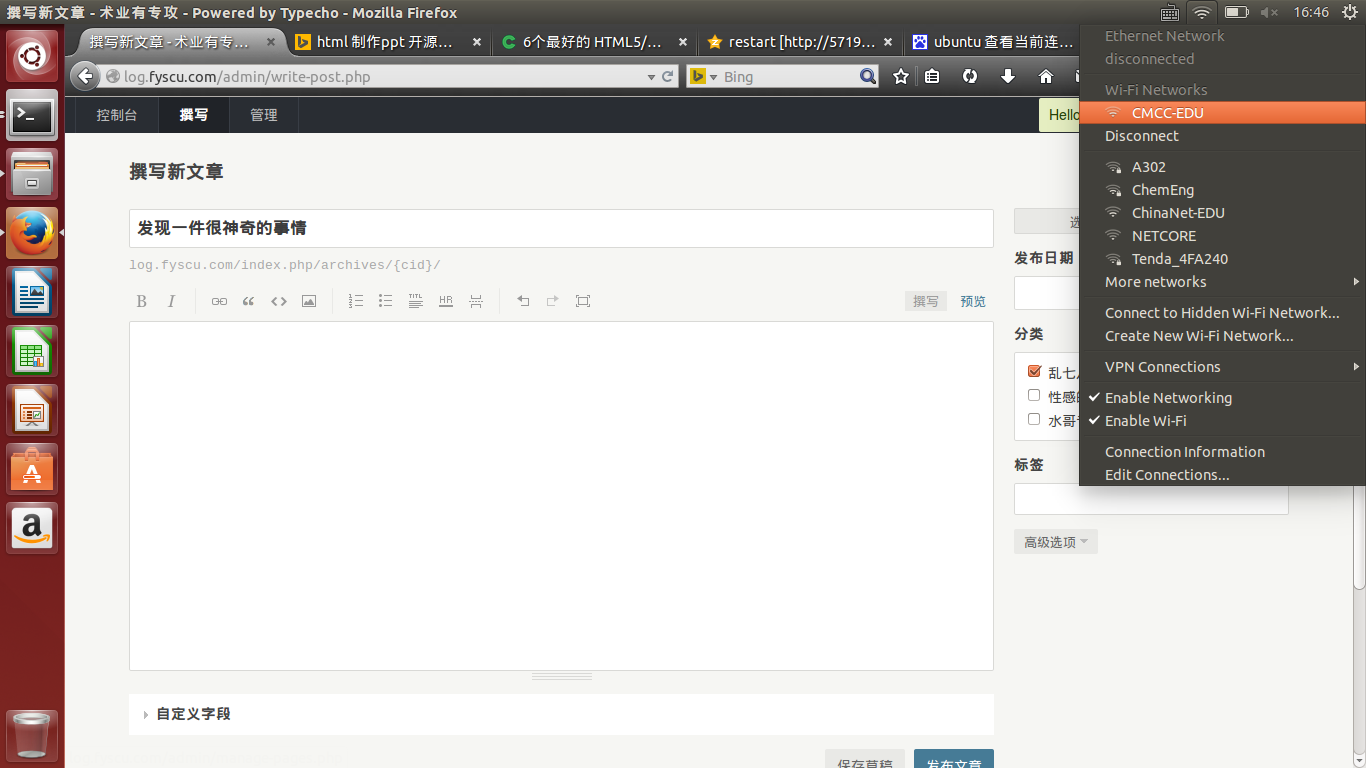 撰写新文章 - 术业有专攻 - Powered by Typecho - Mozilla Firefox
16:46
撰写新文章 - 术业有专…
html 制作ppt 开源…
6个最好的 HTML5/…
restart [http://5719…
ubuntu 查看当前连…
log.fyscu.com/admin/write-post.php
Bing
控制台
撰写
管理
Hello
撰写新文章
发现一件很神奇的事情
log.fyscu.com/index.php/archives/{cid}/
B I
TITL
HR
撰写
预览
发布日期
分类
乱七
性感
水哥
标签
高级选项
自定义字段
保存草稿
发布文章
Ethernet Network
disconnected
Wi-Fi Networks
CMCC-EDU
Disconnect
A302
ChemEng
ChinaNet-EDU
NETCORE
Tenda_4FA240
More networks
Connect to Hidden Wi-Fi Network...
Create New Wi-Fi Network...
VPN Connections
Enable Networking
Enable Wi-Fi
Connection Information
Edit Connections...